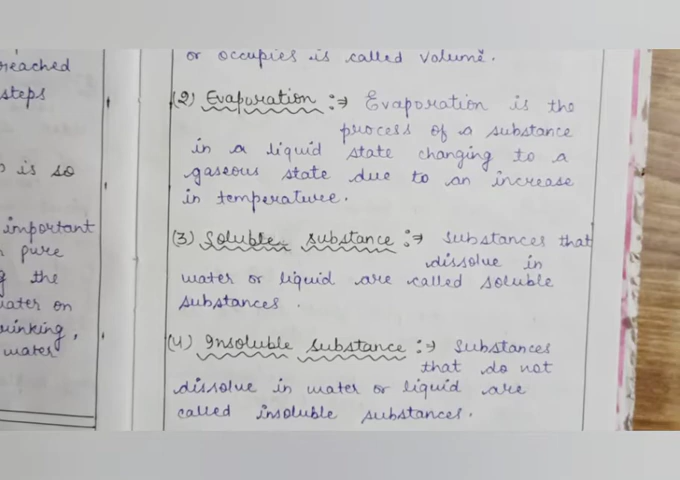 reached
steps
is so
important
pure
the
water on
drinking,
water
or occupies is called volume.
(2) Evaporation :⇒ Evaporation is the
process of a substance
in a liquid state changing to a
gaseous state due to an increase
in temperature.
(3) Soluble substance :⇒ Substances that
dissolve in
water or liquid are called soluble
substances.
(4) Insoluble substance :⇒ Substances
that do not
dissolve in water or liquid are
called insoluble substances.